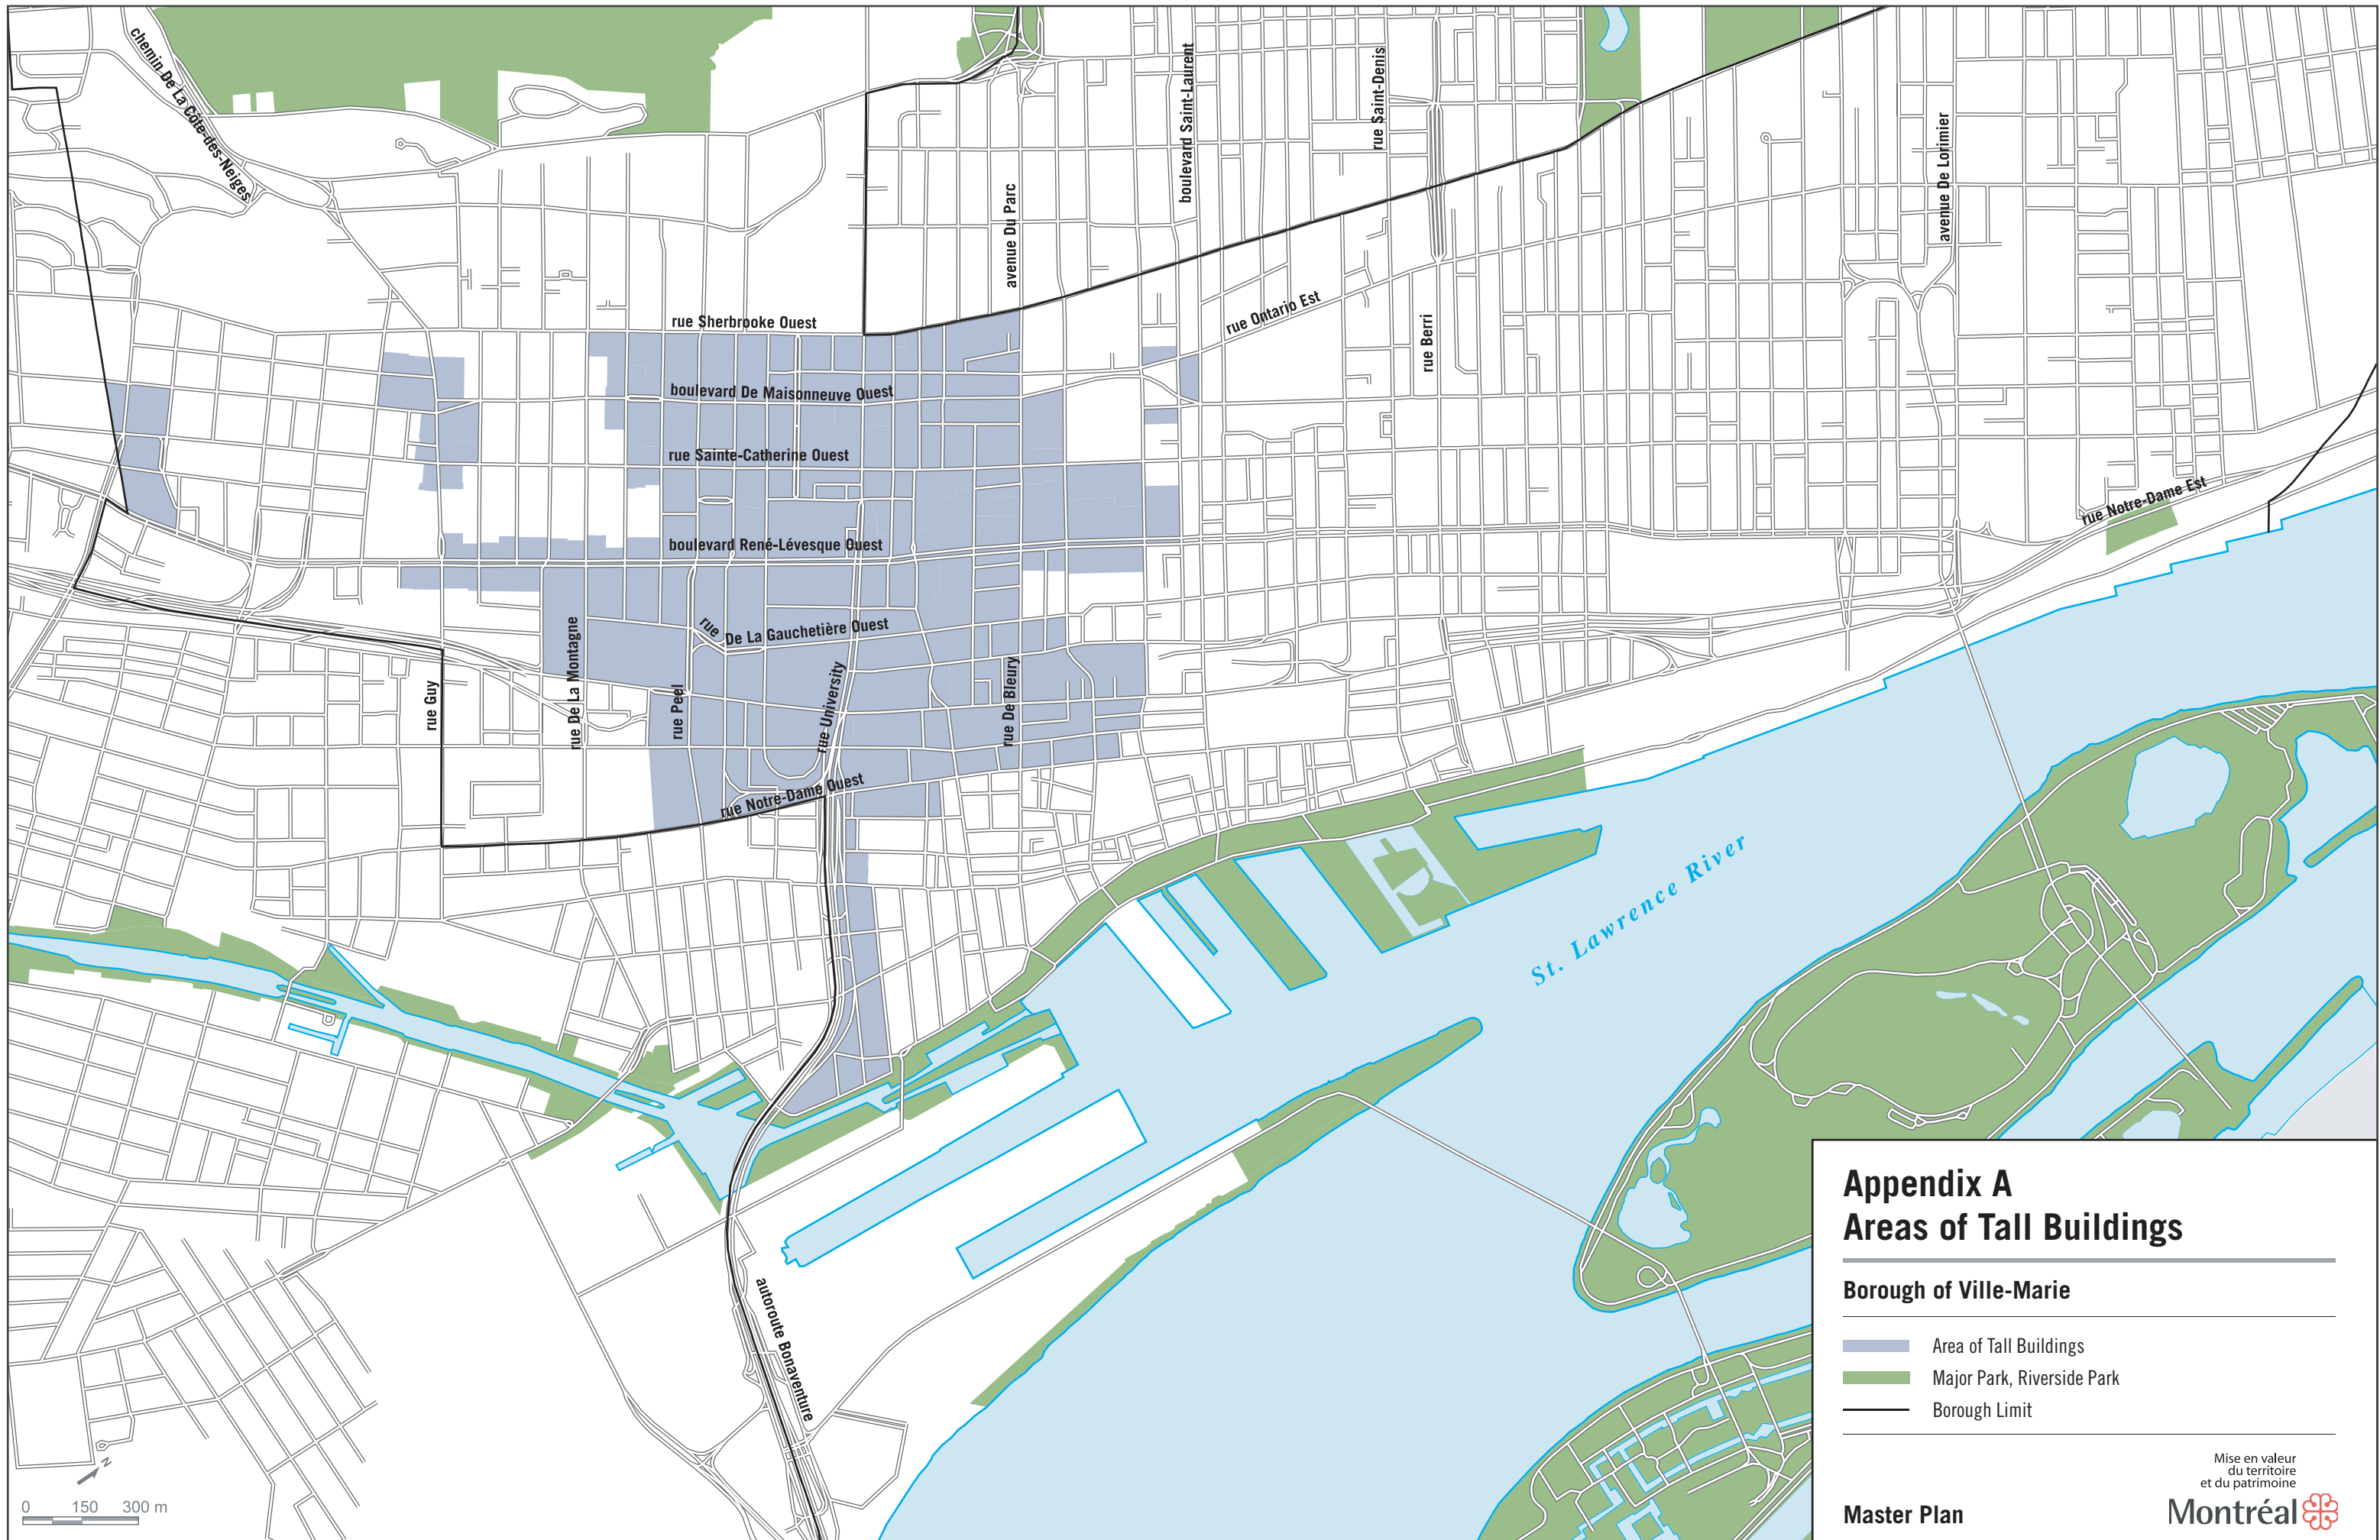 chemin De La Côte-des-Neiges
boulevard Saint-Laurent
rue Saint-Denis
avenue Du Parc
avenue De Lorimier
rue Sherbrooke Ouest
rue Ontario Est
rue Berri
boulevard De Maisonneuve Ouest
rue Sainte-Catherine Ouest
rue Notre-Dame Est
boulevard René-Lévesque Ouest
rue De La Gauchetière Ouest
rue Guy
rue De La Montagne
rue Peel
rue University
rue De Bleury
rue Notre-Dame Ouest
St. Lawrence River
autoroute Bonaventure
N
0 150 300 m
Appendix A
Areas of Tall Buildings
Borough of Ville-Marie
Area of Tall Buildings
Major Park, Riverside Park
Borough Limit
Mise en valeur
du territoire
et du patrimoine
Master Plan
Montréal